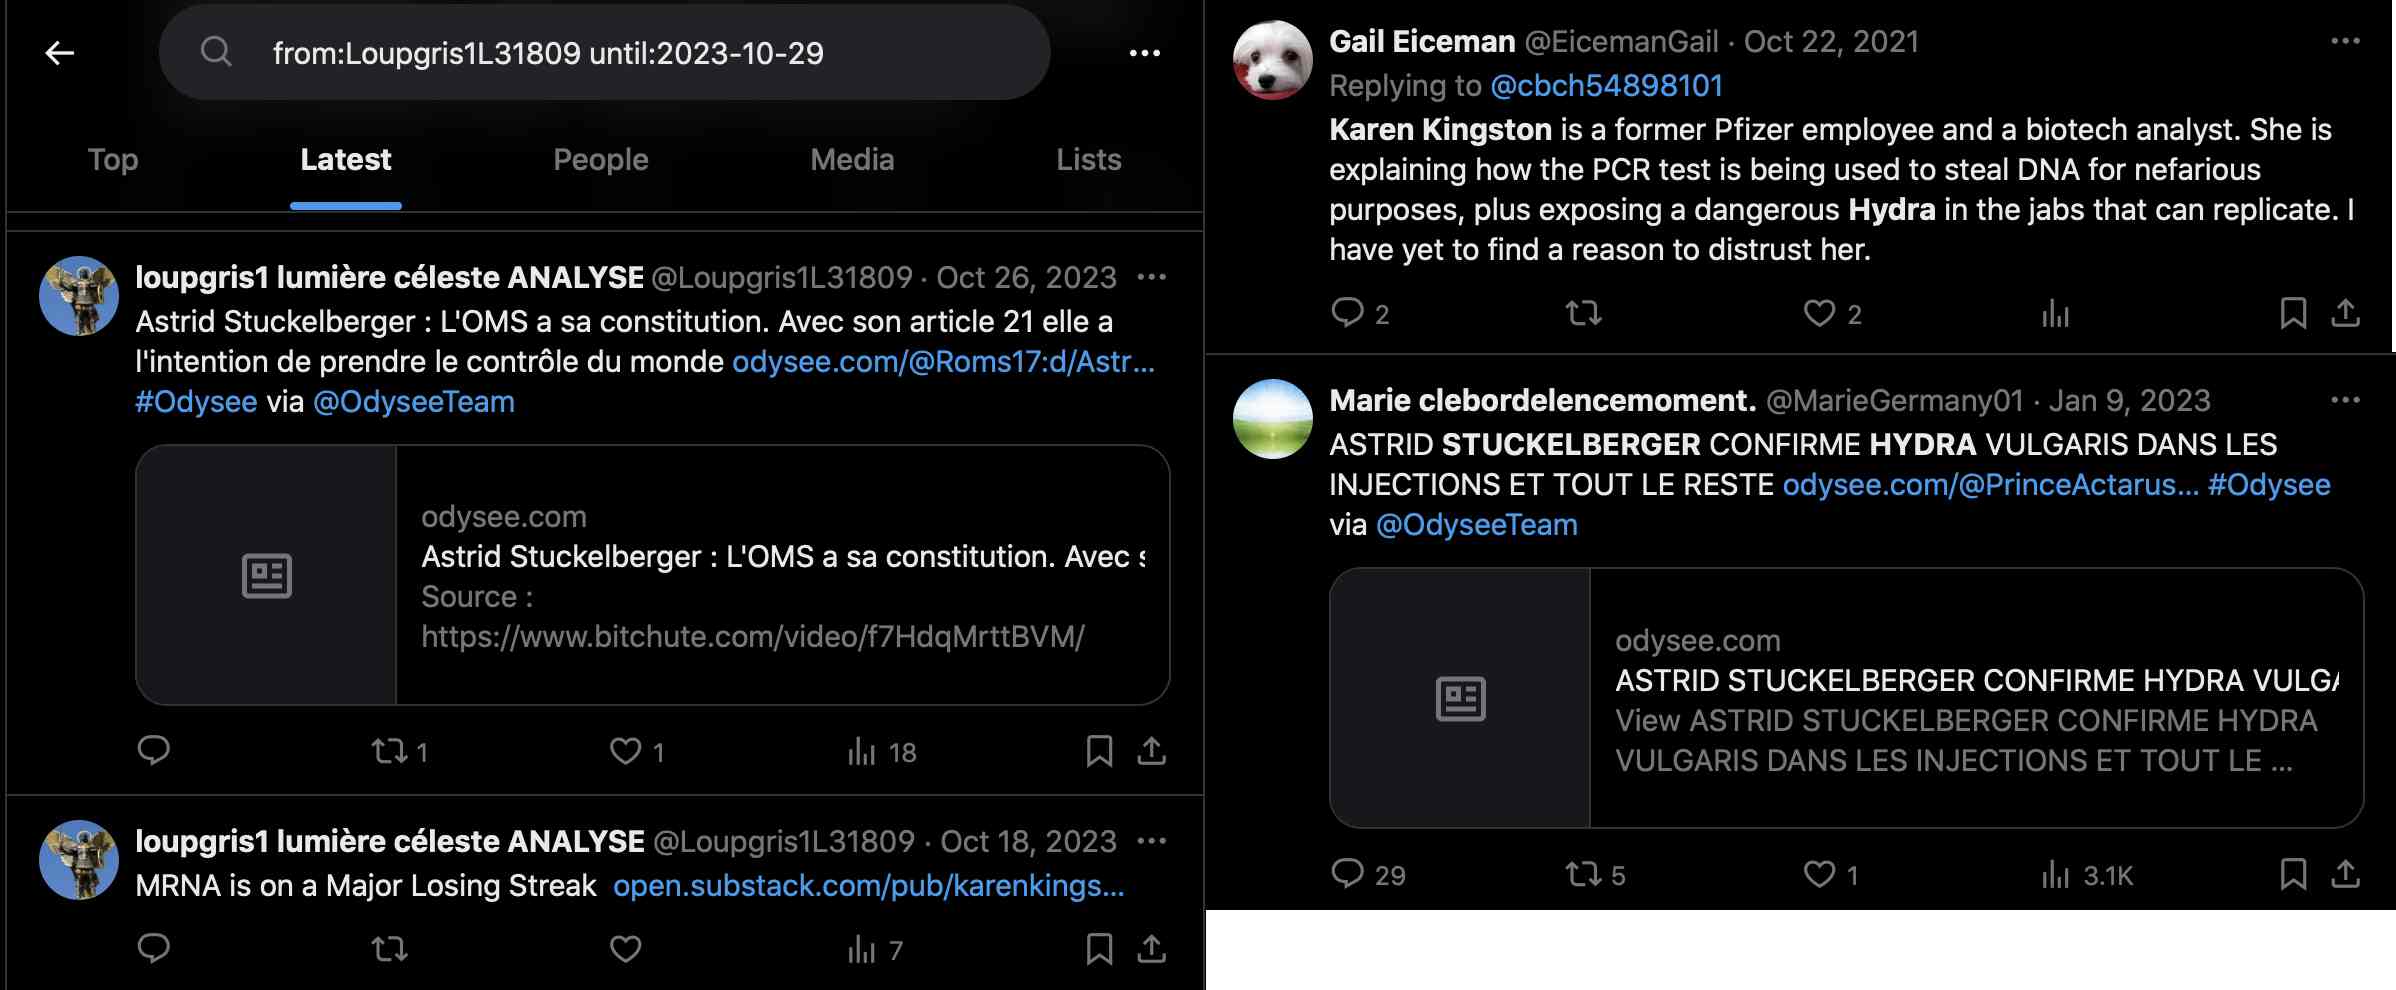 from:Loupgris1L31809 until:2023-10-29
Top Latest People Media Lists
loupgris1 lumière céleste ANALYSE @Loupgris1L31809 · Oct 26, 2023
Astrid Stuckelberger : L'OMS a sa constitution. Avec son article 21 elle a
l'intention de prendre le contrôle du monde odysee.com/@Roms17:d/Astr...
#Odysee via @OdyseeTeam
odysee.com
Astrid Stuckelberger : L'OMS a sa constitution. Avec s
Source :
https://www.bitchute.com/video/f7HdqMrttBVM/
1 1 18
loupgris1 lumière céleste ANALYSE @Loupgris1L31809 · Oct 18, 2023
MRNA is on a Major Losing Streak open.substack.com/pub/karenkings...
7
Gail Eiceman @EicemanGail · Oct 22, 2021
Replying to @cbch54898101
Karen Kingston is a former Pfizer employee and a biotech analyst. She is
explaining how the PCR test is being used to steal DNA for nefarious
purposes, plus exposing a dangerous Hydra in the jabs that can replicate. I
have yet to find a reason to distrust her.
2 2
Marie clebordelencemoment. @MarieGermany01 · Jan 9, 2023
ASTRID STUCKELBERGER CONFIRME HYDRA VULGARIS DANS LES
INJECTIONS ET TOUT LE RESTE odysee.com/@PrinceActarus... #Odysee
via @OdyseeTeam
odysee.com
ASTRID STUCKELBERGER CONFIRME HYDRA VULGA
View ASTRID STUCKELBERGER CONFIRME HYDRA
VULGARIS DANS LES INJECTIONS ET TOUT LE ...
29 5 1 3.1K